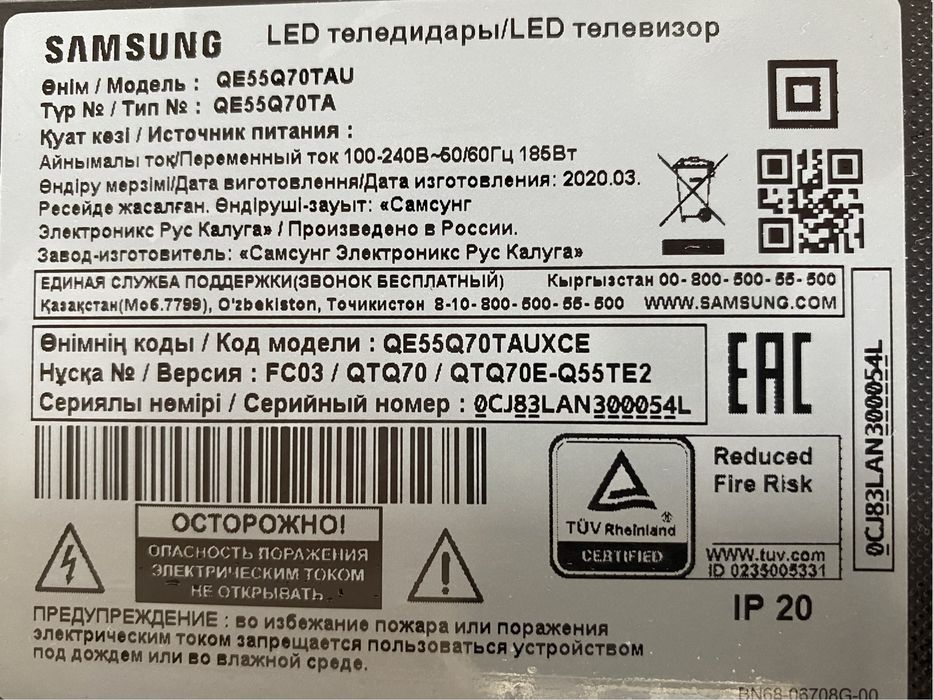 SAMSUNG
LED теледидары/LED телевизор
Өнім / Модель : QE55Q70TAU
Түр № / Тип № : QE55Q70TA
Қуат көзі / Источник питания :
Айнымалы ток/Переменный ток 100-240В~50/60Гц 185Вт
Өндіру мерзімі/Дата виготовлення/Дата изготовления: 2020.03.
Ресейде жасалған. Өндіруші-зауыт: «Самсунг
Электроникс Рус Калуга» / Произведено в России.
Завод-изготовитель: «Самсунг Электроникс Рус Калуга»
ЕДИНАЯ СЛУЖБА ПОДДЕРЖКИ(ЗВОНОК БЕСПЛАТНЫЙ) Кыргызстан 00-800-500-55-500
Қазақстан(Моб.7799), O'zbekiston, Тоҷикистон 8-10-800-500-55-500 WWW.SAMSUNG.COM
Өнімнің коды / Код модели : QE55Q70TAUXCE
Нұсқа № / Версия : FC03 / QTQ70 / QTQ70E-Q55TE2
Сериялы нөмірі / Серийный номер : 0CJ83LAN300054L
EAC
0CJ83LAN300054L
TÜV Rheinland
CERTIFIED
Reduced
Fire Risk
www.tuv.com
ID 0235005331
ОСТОРОЖНО!
ОПАСНОСТЬ ПОРАЖЕНИЯ
ЭЛЕКТРИЧЕСКИМ ТОКОМ
НЕ ОТКРЫВАТЬ.
IP 20
ПРЕДУПРЕЖДЕНИЕ : во избежание пожара или поражения
электрическим током запрещается пользоваться устройством
под дождем или во влажной среде.
BN68-06708G-00